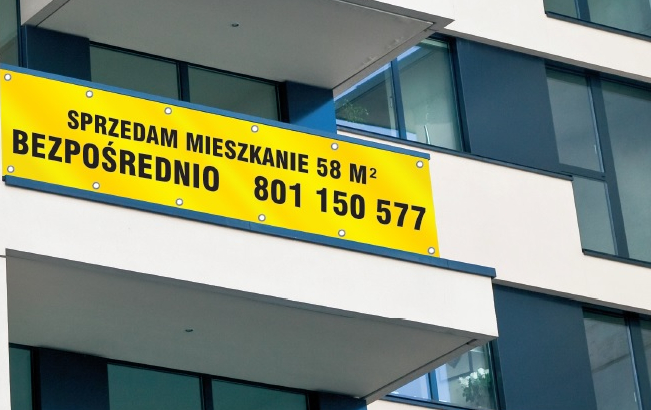 SPRZEDAM MIESZKANIE 58 M²
BEZPOŚREDNIO 801 150 577